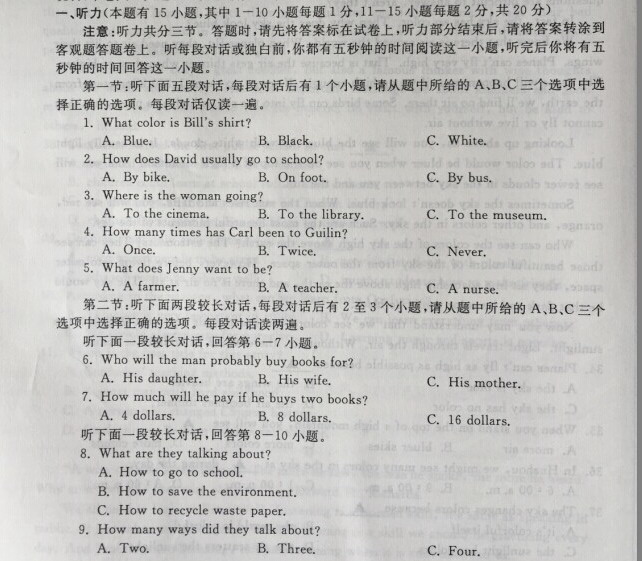 一、听力(本题有 15 小题,其中 1-10 小题每题 1 分,11-15 小题每题 2 分,共 20 分)
注意:听力共分三节。答题时,请先将答案标在试卷上,听力部分结束后,请将答案转涂到
客观题答题卷上。听每段对话或独白前,你都有五秒钟的时间阅读这一小题,听完后你将有五
秒钟的时间回答这一小题。
第一节:听下面五段对话,每段对话后有 1 个小题,请从题中所给的 A、B、C 三个选项中选
择正确的选项。每段对话仅读一遍。
1. What color is Bill's shirt?
A. Blue. B. Black. C. White.
2. How does David usually go to school?
A. By bike. B. On foot. C. By bus.
3. Where is the woman going?
A. To the cinema. B. To the library. C. To the museum.
4. How many times has Carl been to Guilin?
A. Once. B. Twice. C. Never.
5. What does Jenny want to be?
A. A farmer. B. A teacher. C. A nurse.
第二节:听下面两段较长对话,每段对话后有 2 至 3 个小题,请从题中所给的 A、B、C 三个
选项中选择正确的选项。每段对话读两遍。
听下面一段较长对话,回答第 6-7 小题。
6. Who will the man probably buy books for?
A. His daughter. B. His wife. C. His mother.
7. How much will he pay if he buys two books?
A. 4 dollars. B. 8 dollars. C. 16 dollars.
听下面一段较长对话,回答第 8-10 小题。
8. What are they talking about?
A. How to go to school.
B. How to save the environment.
C. How to recycle waste paper.
9. How many ways did they talk about?
A. Two. B. Three. C. Four.